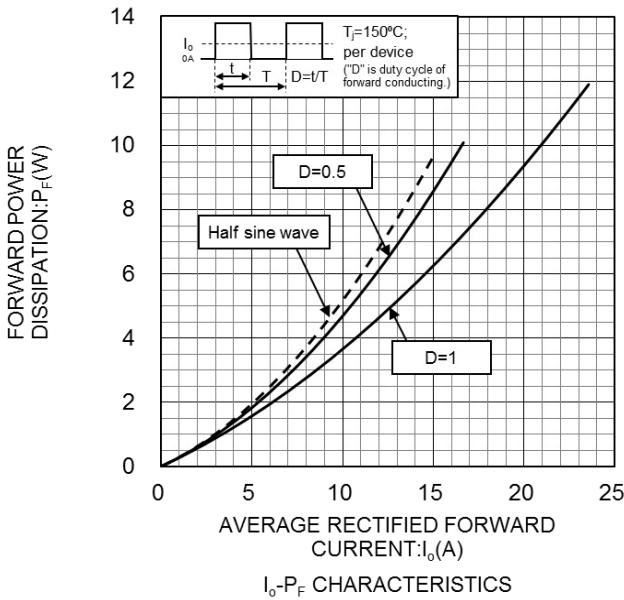 14
12
10
8
6
4
2
0
FORWARD POWER
DISSIPATION:PF(W)
Io
0A
t
T
D=t/T
Tj=150ºC;
per device
("D" is duty cycle of
forward conducting.)
D=0.5
Half sine wave
D=1
0
5
10
15
20
25
AVERAGE RECTIFIED FORWARD
CURRENT:Io(A)
Io-PF CHARACTERISTICS